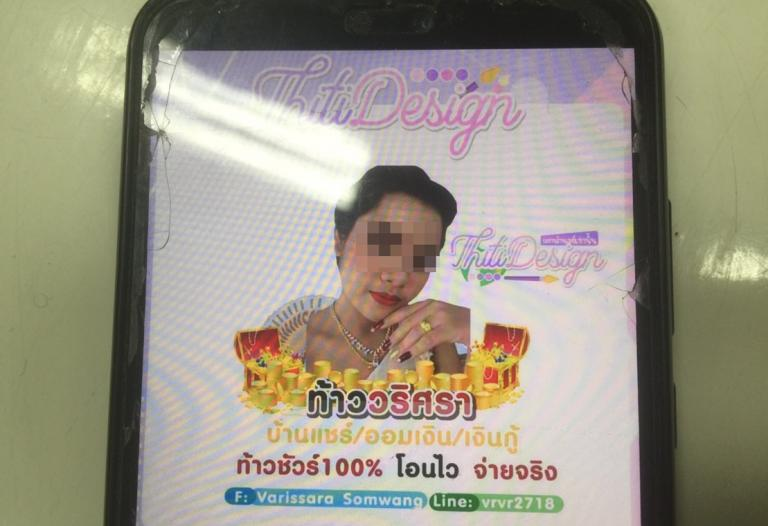 ThitiDesign
ThitiDesign
ท้าววริศรา
บ้านแชร์/ออมเงิน/เงินกู้
ท้าวชัวร์100% โอนไว จ่ายจริง
F: Varissara Somwang Line: vrvr2718